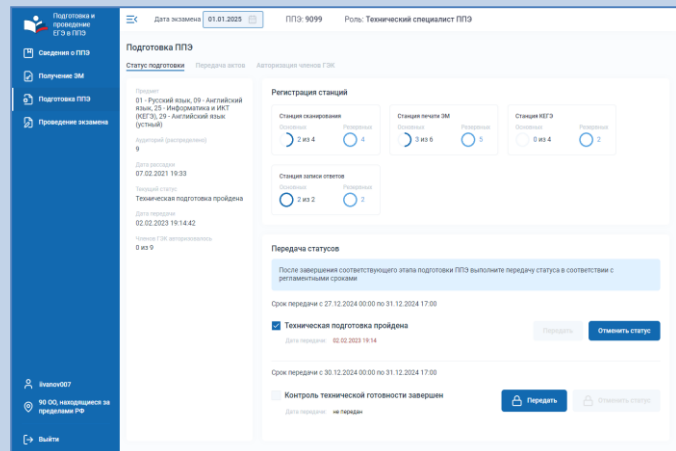 Подготовка и
проведение
ЕГЭ в ППЭ
Дата экзамена 01.01.2025 ППЭ: 9099 Роль: Технический специалист ППЭ
Сведения о ППЭ
Получение ЭМ
Подготовка ППЭ
Проведение экзамена
Подготовка ППЭ
Статус подготовки Передача актов Авторизация членов ГЭК
Предмет
01 - Русский язык, 09 - Английский
язык, 25 - Информатика и ИКТ
(КЕГЭ), 29 - Английский язык
(устный)
Аудиторий (распределено)
9
Дата рассадки
07.02.2021 19:33
Текущий статус
Техническая подготовка пройдена
Дата передачи
02.02.2023 19:14:42
Членов ГЭК авторизовалось
0 из 9
Регистрация станций
Станция сканирования
Основные Резервные
2 из 4 4
Станция печати ЭМ
Основные Резервные
3 из 6 5
Станция КЕГЭ
Основные Резервные
0 из 4 2
Станция записи ответов
Основные Резервные
2 из 2 2
Передача статусов
После завершения соответствующего этапа подготовки ППЭ выполните передачу статуса в соответствии с
регламентными сроками
Срок передачи с 27.12.2024 00:00 по 31.12.2024 17:00
Техническая подготовка пройдена
Дата передачи 02.02.2023 19:14
Передать Отменить статус
Срок передачи с 30.12.2024 00:00 по 31.12.2024 17:00
Контроль технической готовности завершен
Дата передачи не передан
Передать Отменить статус
livanov007
90 ОО, находящиеся за
пределами РФ
Выйти